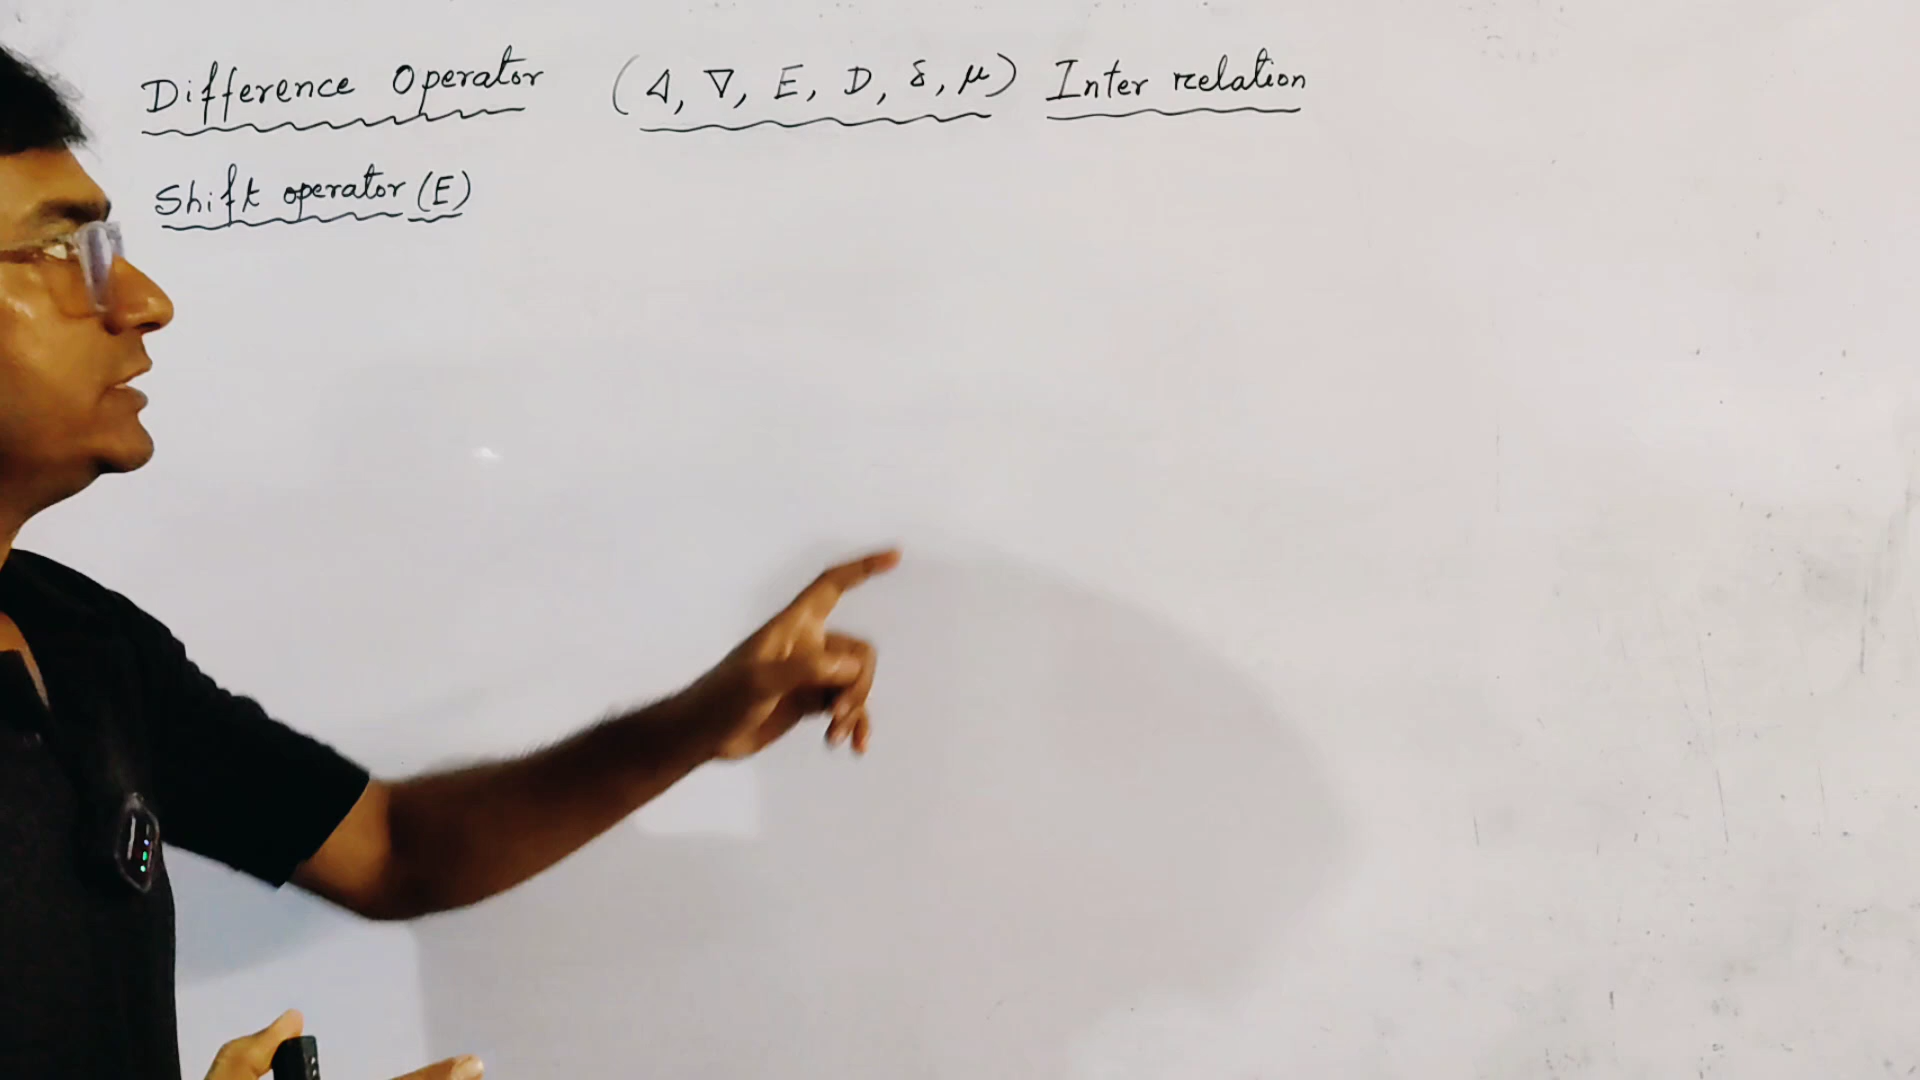 Difference Operator (Δ, ∇, E, D, δ, μ) Inter relation
Shift operator (E)